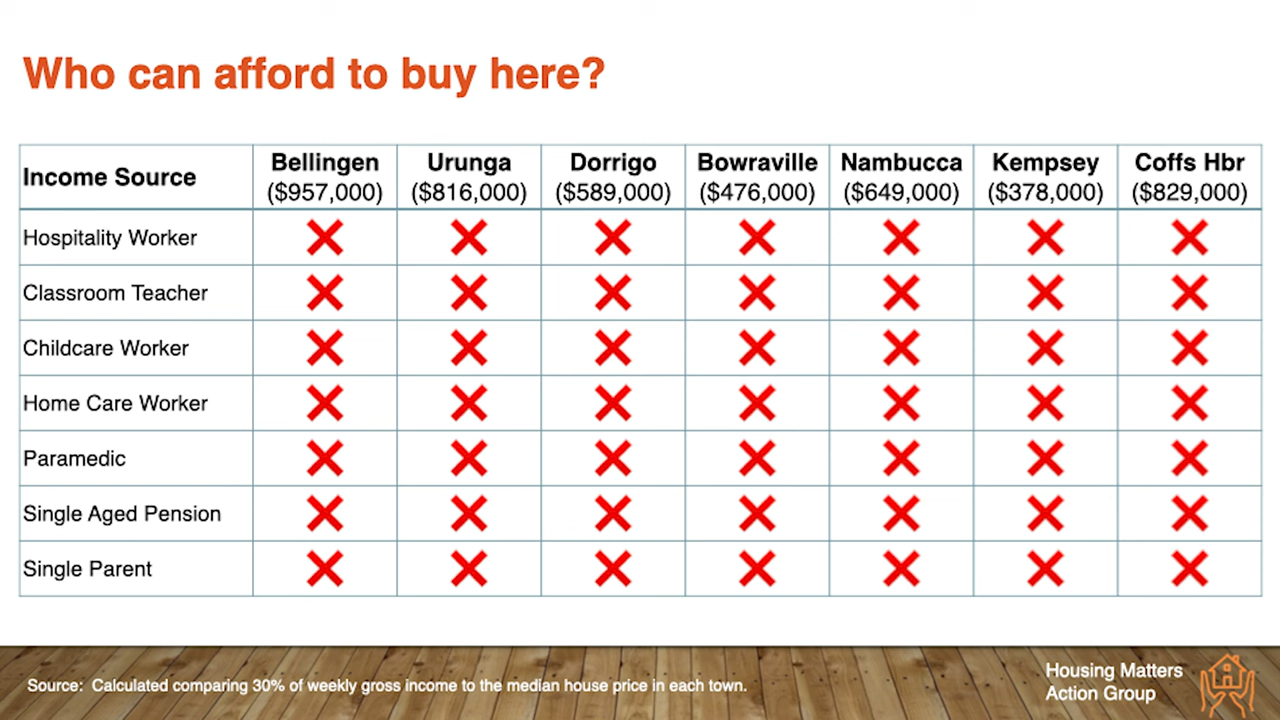 Who can afford to buy here?
Income Source
Bellingen
($957,000)
Urunga
($816,000)
Dorrigo
($589,000)
Bowraville
($476,000)
Nambucca
($649,000)
Kempsey
($378,000)
Coffs Hbr
($829,000)
Hospitality Worker
Classroom Teacher
Childcare Worker
Home Care Worker
Paramedic
Single Aged Pension
Single Parent
Source: Calculated comparing 30% of weekly gross income to the median house price in each town.
Housing Matters
Action Group